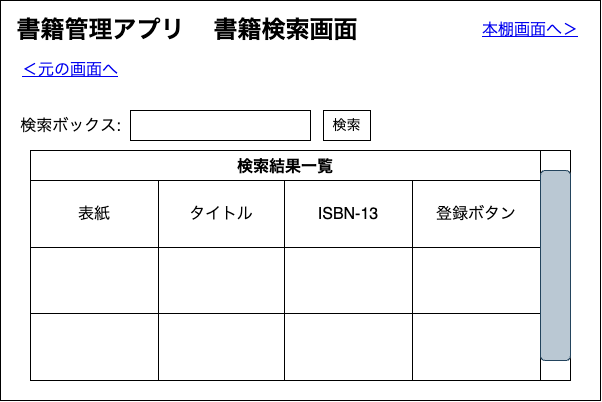 書籍管理アプリ 書籍検索画面
本棚画面へ＞
＜元の画面へ
検索ボックス: 検索
検索結果一覧
表紙 タイトル ISBN-13 登録ボタン